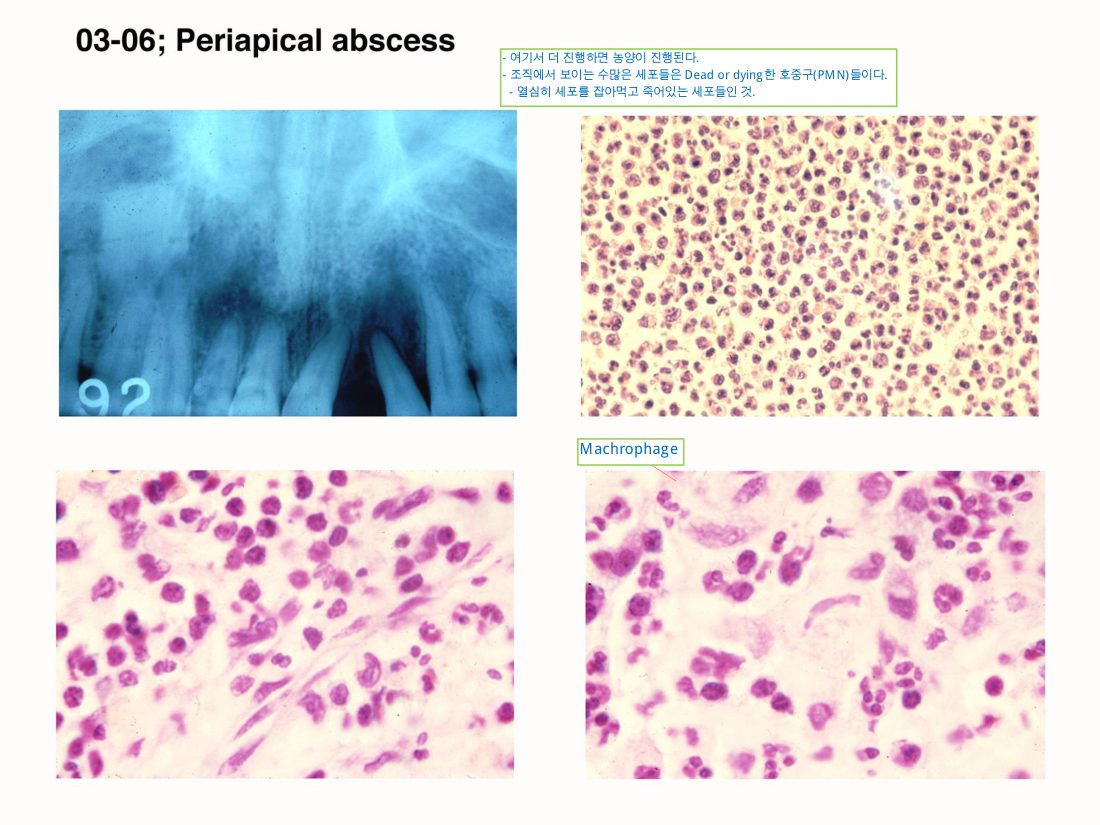 03-06; Periapical abscess
- 여기서 더 진행하면 농양이 진행된다.
- 조직에서 보이는 수많은 세포들은 Dead or dying한 호중구(PMN)들이다.
- 열심히 세포를 잡아먹고 죽어있는 세포들인 것.
92
Machrophage